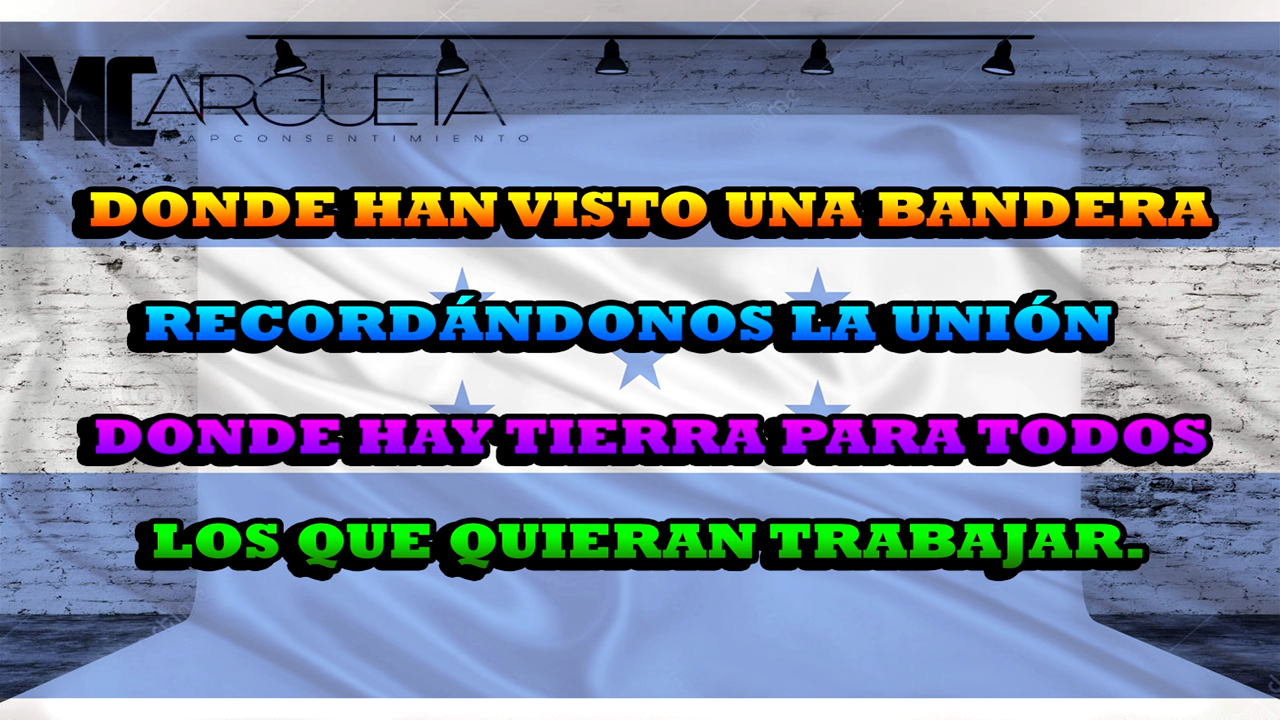 MC ARGUETA
APCONSENTIMIENTO
DONDE HAN VISTO UNA BANDERA
RECORDÁNDONOS LA UNIÓN
DONDE HAY TIERRA PARA TODOS
LOS QUE QUIERAN TRABAJAR.